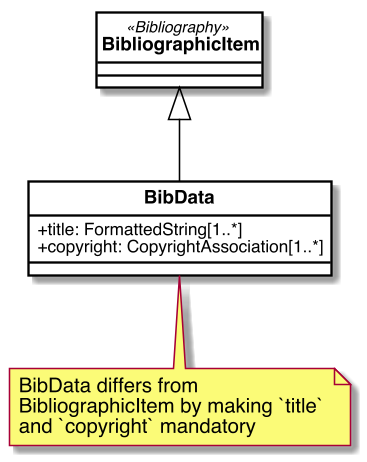 «Bibliography»
BibliographicItem
BibData
+title: FormattedString[1..*]
+copyright: CopyrightAssociation[1..*]
BibData differs from
BibliographicItem by making `title`
and `copyright` mandatory